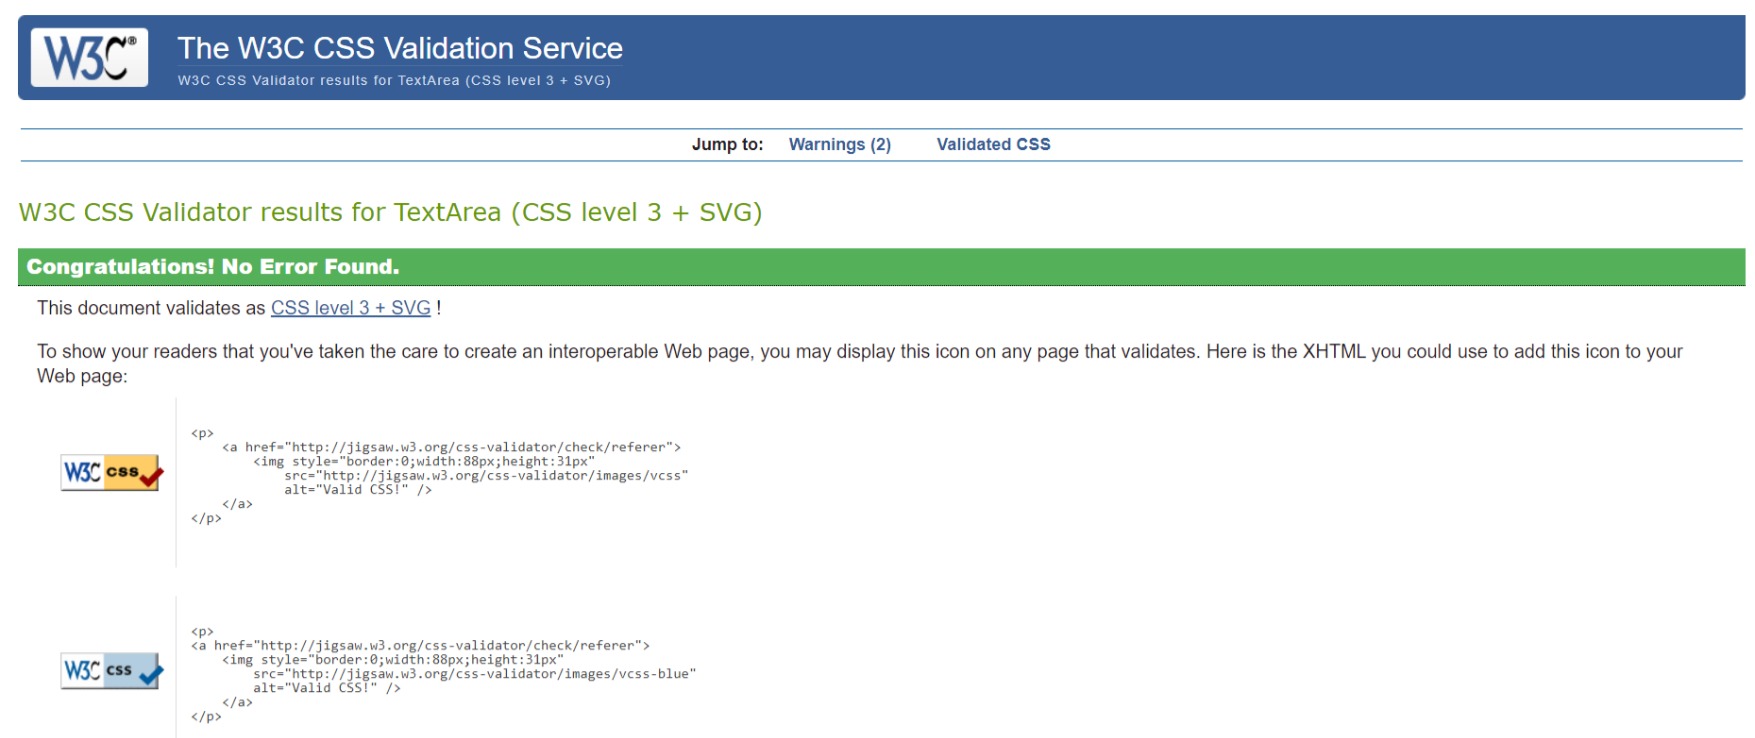 W3C®
The W3C CSS Validation Service
W3C CSS Validator results for TextArea (CSS level 3 + SVG)
Jump to: Warnings (2) Validated CSS
W3C CSS Validator results for TextArea (CSS level 3 + SVG)
Congratulations! No Error Found.
This document validates as CSS level 3 + SVG !
To show your readers that you've taken the care to create an interoperable Web page, you may display this icon on any page that validates. Here is the XHTML you could use to add this icon to your
Web page:
W3C css
<p>
<a href="http://jigsaw.w3.org/css-validator/check/referer">
<img style="border:0;width:88px;height:31px"
src="http://jigsaw.w3.org/css-validator/images/vcss"
alt="Valid CSS!" />
</a>
</p>
W3C css
<p>
<a href="http://jigsaw.w3.org/css-validator/check/referer">
<img style="border:0;width:88px;height:31px"
src="http://jigsaw.w3.org/css-validator/images/vcss-blue"
alt="Valid CSS!" />
</a>
</p>